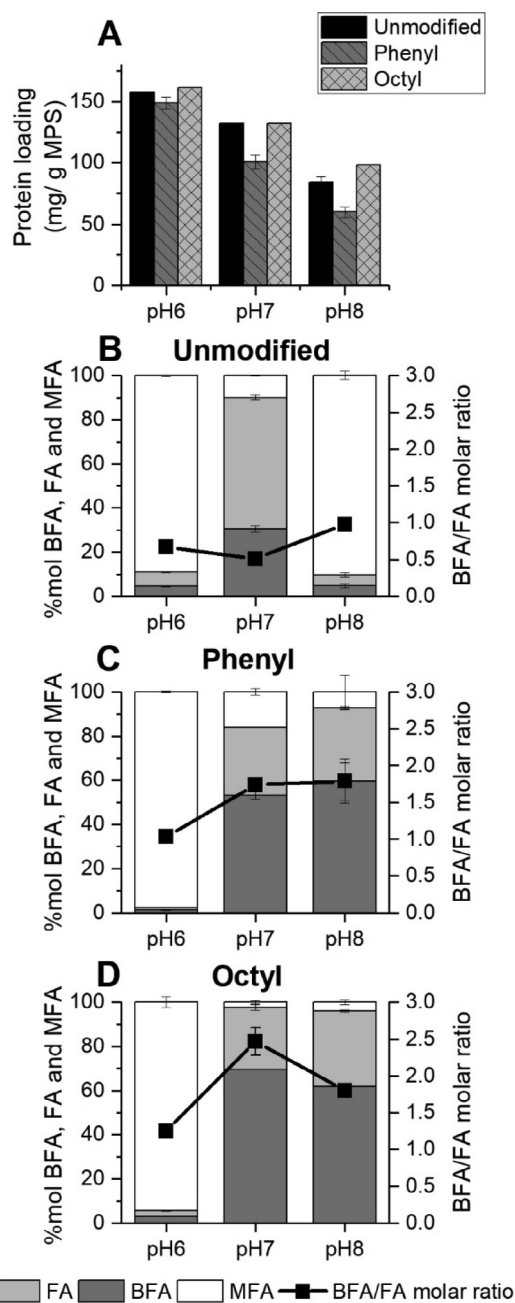 A
Unmodified
Phenyl
Octyl
Protein loading
(mg/ g MPS)
150
100
50
0
pH6 pH7 pH8
B Unmodified
%mol BFA, FA and MFA
100
80
60
40
20
0
3.0
2.5
2.0
1.5
1.0
0.5
0.0
BFA/FA molar ratio
pH6 pH7 pH8
C Phenyl
%mol BFA, FA and MFA
100
80
60
40
20
0
3.0
2.5
2.0
1.5
1.0
0.5
0.0
BFA/FA molar ratio
pH6 pH7 pH8
D Octyl
%mol BFA, FA and MFA
100
80
60
40
20
0
3.0
2.5
2.0
1.5
1.0
0.5
0.0
BFA/FA molar ratio
pH6 pH7 pH8
FA BFA MFA BFA/FA molar ratio